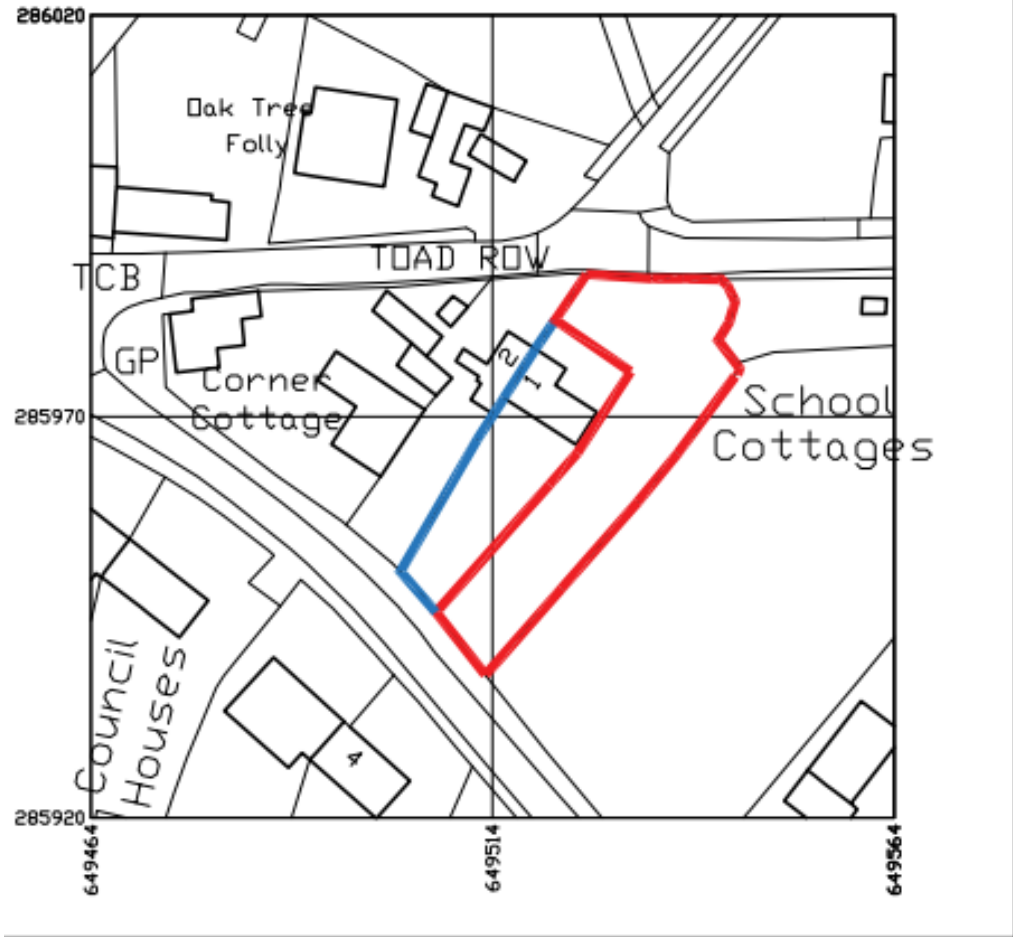 286020
Oak Tree
Folly
TOAD ROW
TCB
GP
Corner
Cottage
2
1
285970
School
Cottages
Council
Houses
1
4
285920
649464
649514
649564